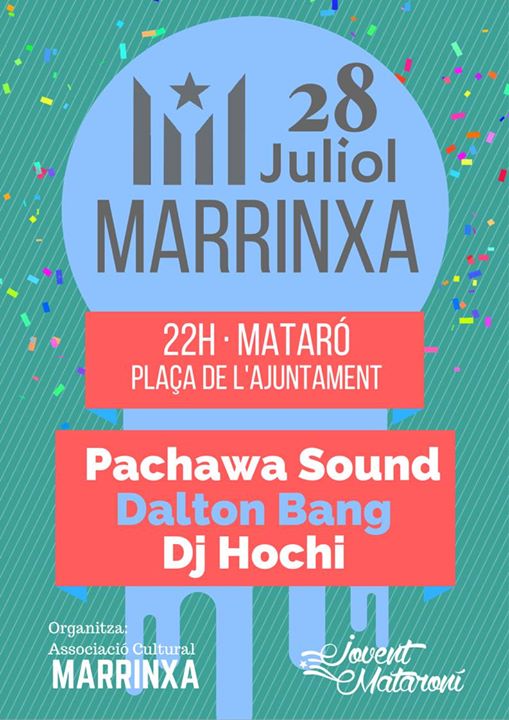 28
Juliol
MARRINXA
22H · MATARÓ
PLAÇA DE L'AJUNTAMENT
Pachawa Sound
Dalton Bang
Dj Hochi
Organitza:
Associació Cultural
MARRINXA
jovent
Mataroní